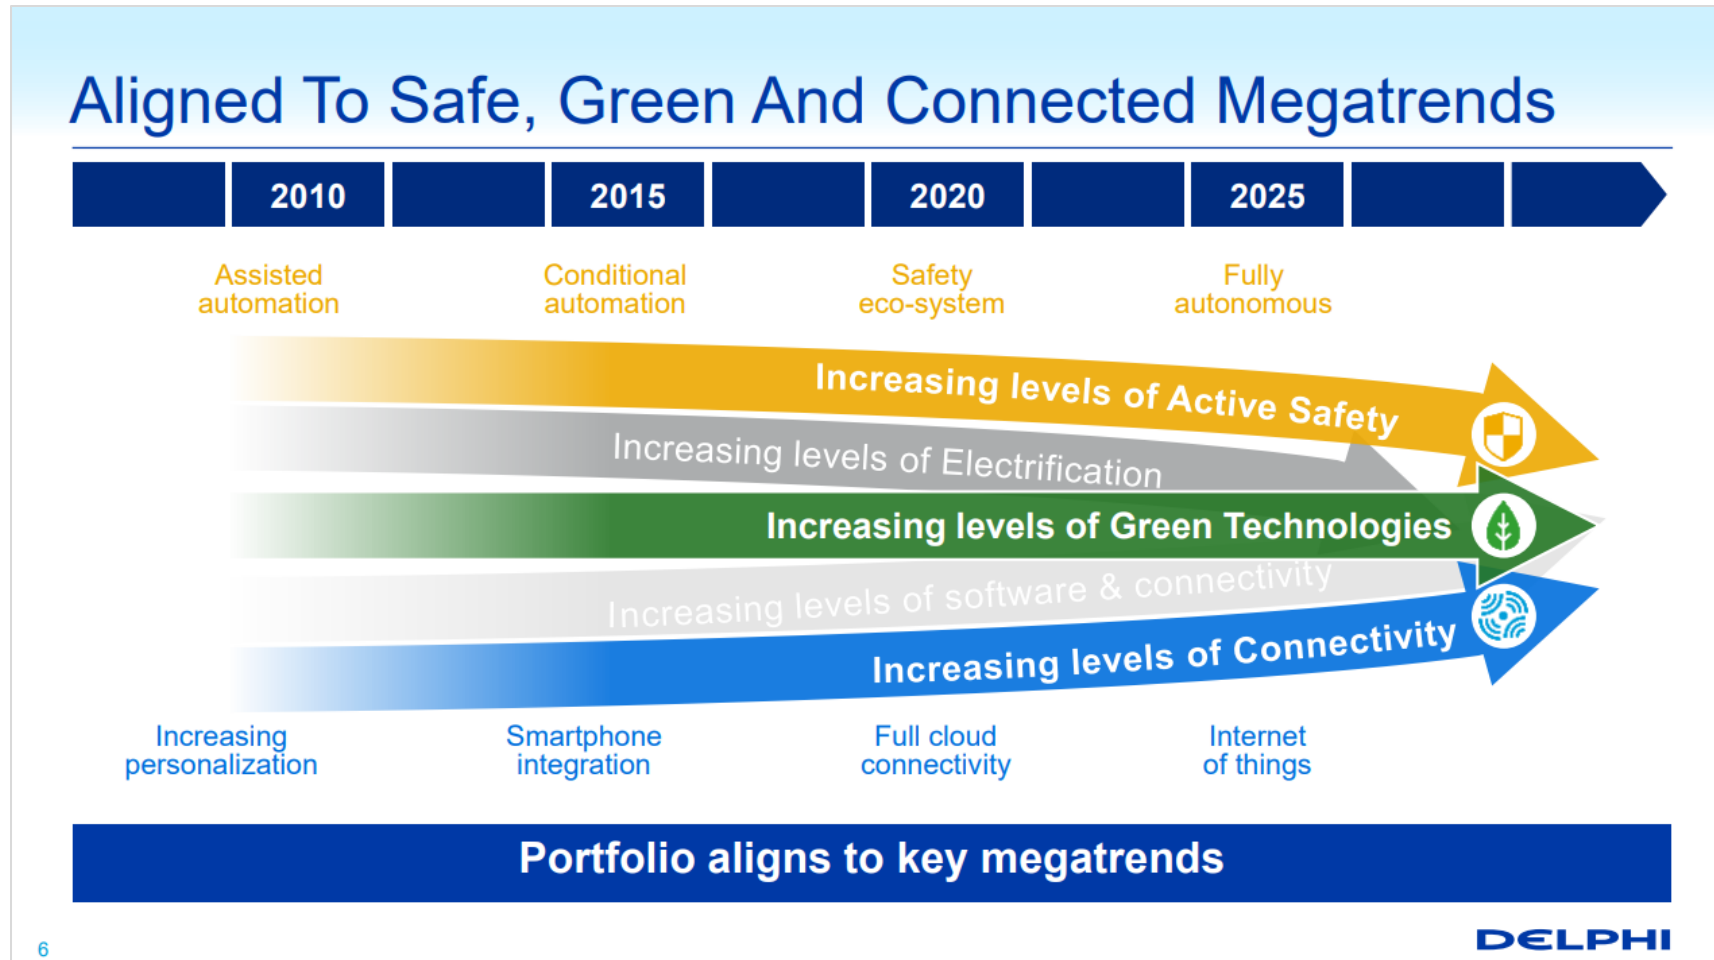 Aligned To Safe, Green And Connected Megatrends
2010 2015 2020 2025
Assisted
automation
Conditional
automation
Safety
eco-system
Fully
autonomous
Increasing levels of Active Safety
Increasing levels of Electrification
Increasing levels of Green Technologies
Increasing levels of software & connectivity
Increasing levels of Connectivity
Increasing
personalization
Smartphone
integration
Full cloud
connectivity
Internet
of things
Portfolio aligns to key megatrends
6
DELPHI